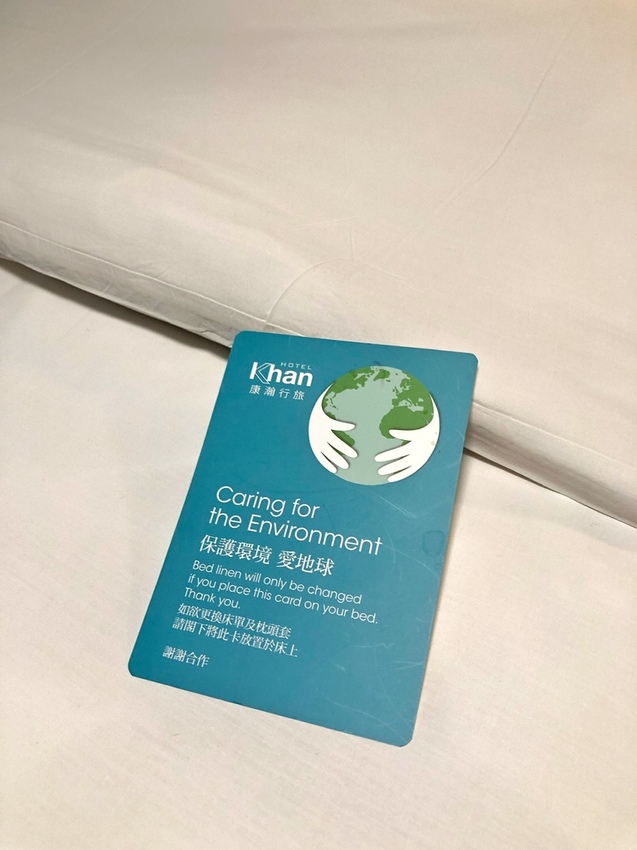 HOTEL
Khan
康瀚行旅
Caring for
the Environment
保護環境 愛地球
Bed linen will only be changed
if you place this card on your bed.
Thank you.
如欲更換床單及枕頭套
請閣下將此卡放置於床上
謝謝合作